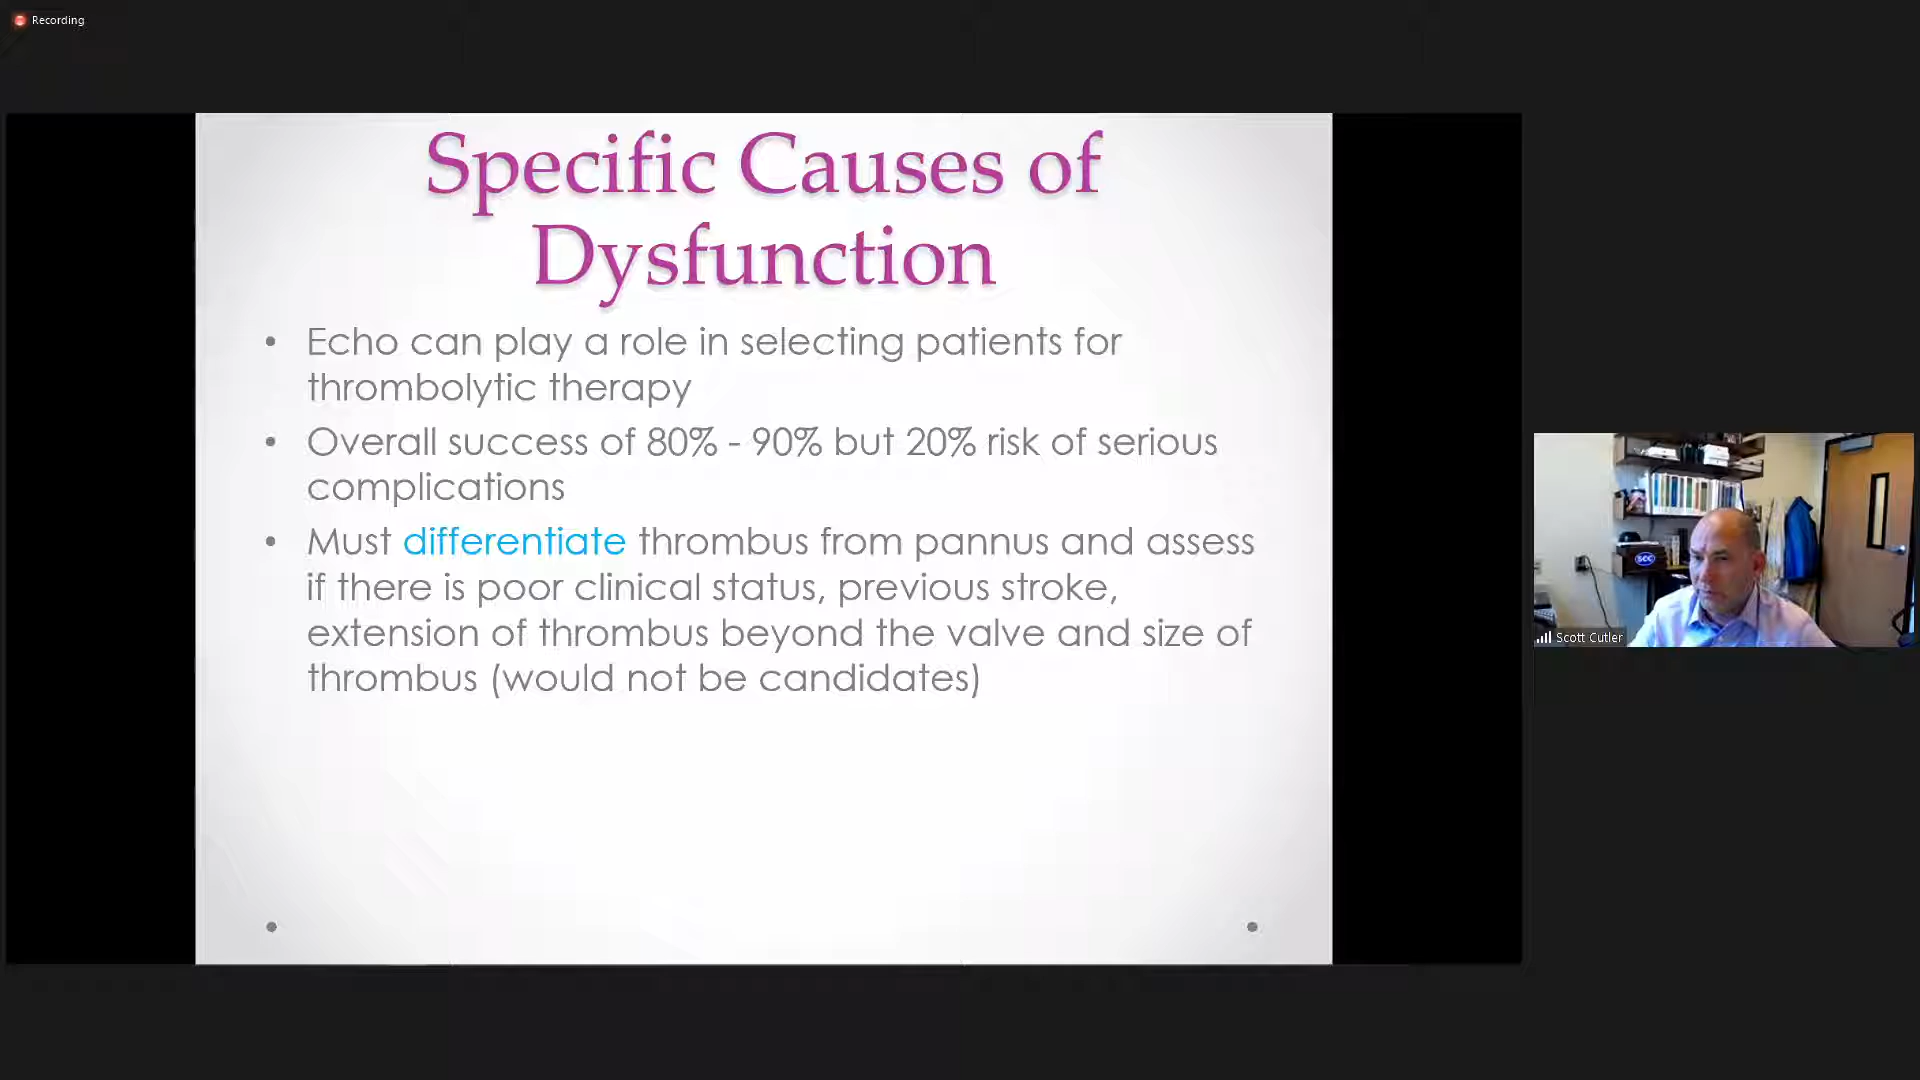 Recording
Specific Causes of
Dysfunction
• Echo can play a role in selecting patients for
thrombolytic therapy
• Overall success of 80% - 90% but 20% risk of serious
complications
• Must differentiate thrombus from pannus and assess
if there is poor clinical status, previous stroke,
extension of thrombus beyond the valve and size of
thrombus (would not be candidates)
SCC
Scott Cutler